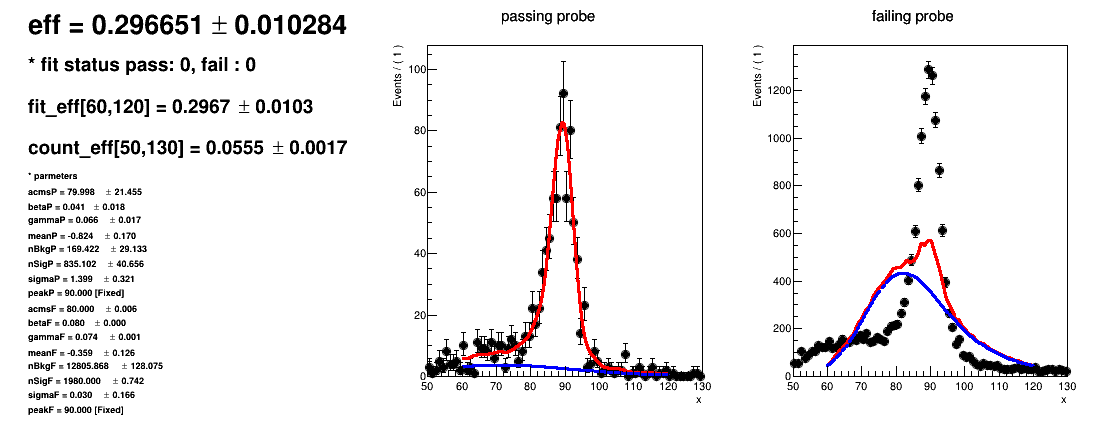 eff = 0.296651 ± 0.010284
* fit status pass: 0, fail : 0
fit_eff[60,120] = 0.2967 ± 0.0103
count_eff[50,130] = 0.0555 ± 0.0017
* parmeters
acmsP = 79.998 ± 21.455
betaP = 0.041 ± 0.018
gammaP = 0.066 ± 0.017
meanP = -0.824 ± 0.170
nBkgP = 169.422 ± 29.133
nSigP = 835.102 ± 40.656
sigmaP = 1.399 ± 0.321
peakP = 90.000 [Fixed]
acmsF = 80.000 ± 0.006
betaF = 0.080 ± 0.000
gammaF = 0.074 ± 0.001
meanF = -0.359 ± 0.126
nBkgF = 12805.868 ± 128.075
nSigF = 1980.000 ± 0.742
sigmaF = 0.030 ± 0.166
peakF = 90.000 [Fixed]
passing probe
Events / ( 1 )
100
80
60
40
20
0
50 60 70 80 90 100 110 120 130
x
failing probe
Events / ( 1 )
1200
1000
800
600
400
200
0
50 60 70 80 90 100 110 120 130
x